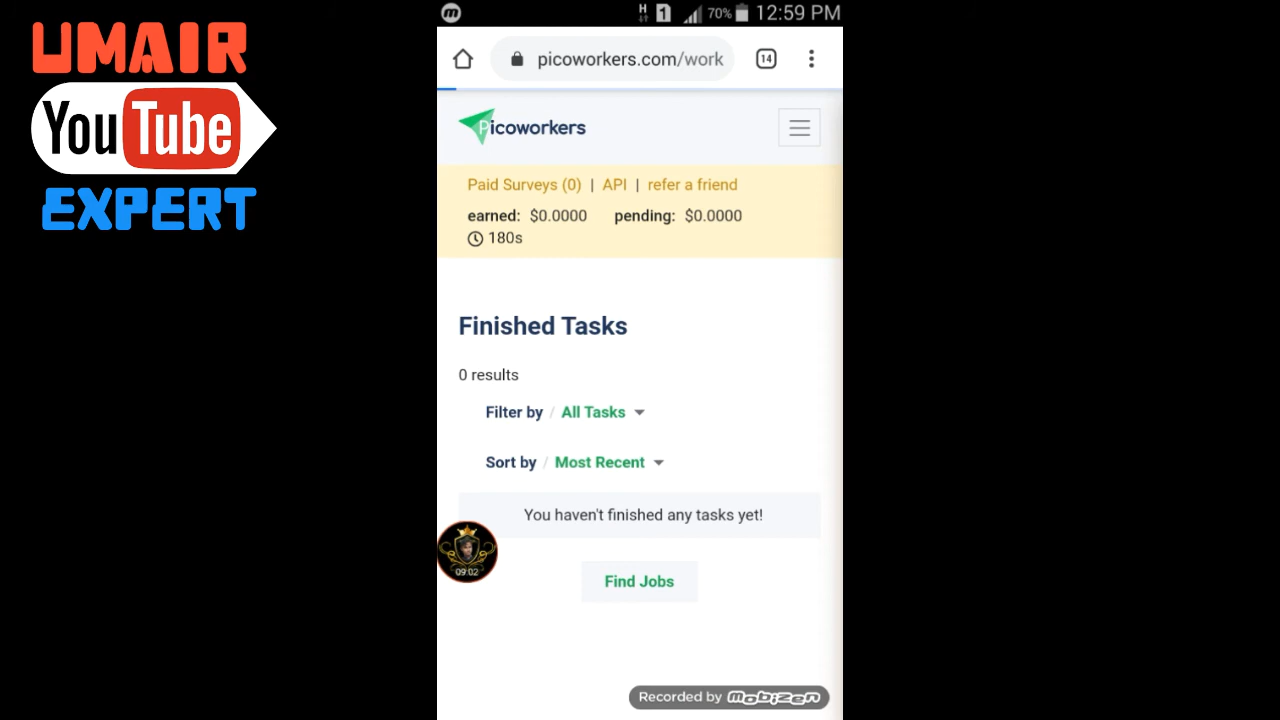 UMAIR
YouTube
EXPERT
H 1 70% 12:59 PM
picoworkers.com/work
14
Picoworkers
Paid Surveys (0) | API | refer a friend
earned: $0.0000 pending: $0.0000
180s
Finished Tasks
0 results
Filter by / All Tasks
Sort by / Most Recent
You haven't finished any tasks yet!
09:02
Find Jobs
Recorded by mobizen